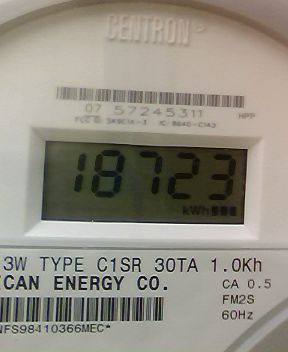 CENTRON
07 57245311 HPP
18723
kWh
3W TYPE C1SR 30TA 1.0Kh
CAN ENERGY CO. CA 0.5
FM2S
NFS98410366MEC* 60Hz